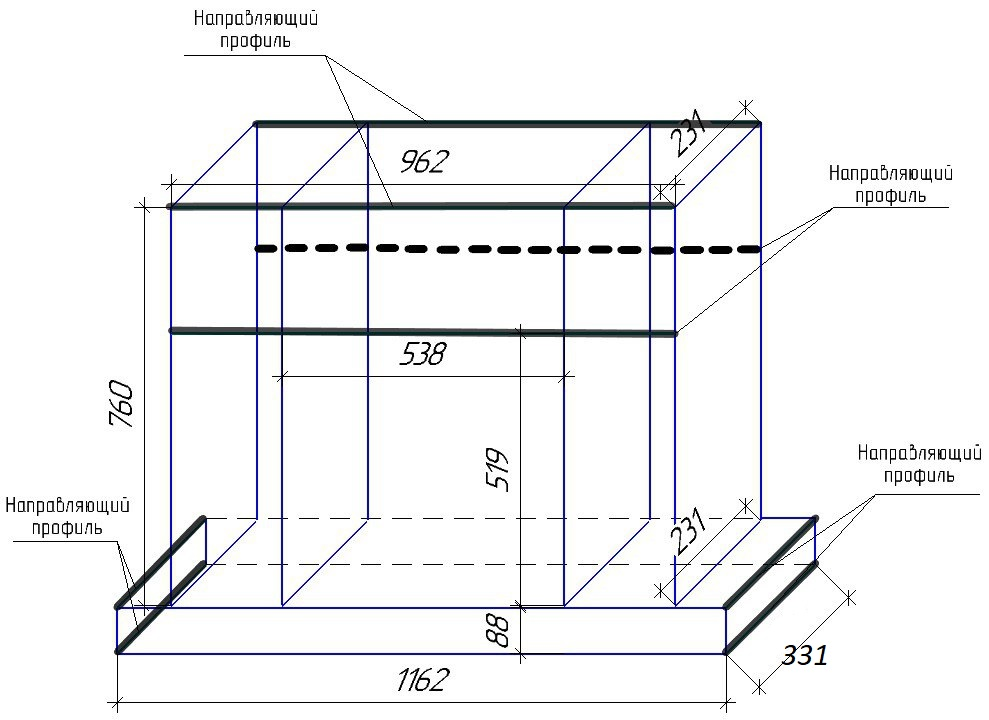 Направляющий
профиль
231
962
Направляющий
профиль
538
760
519
Направляющий
профиль
Направляющий
профиль
231
88
331
1162